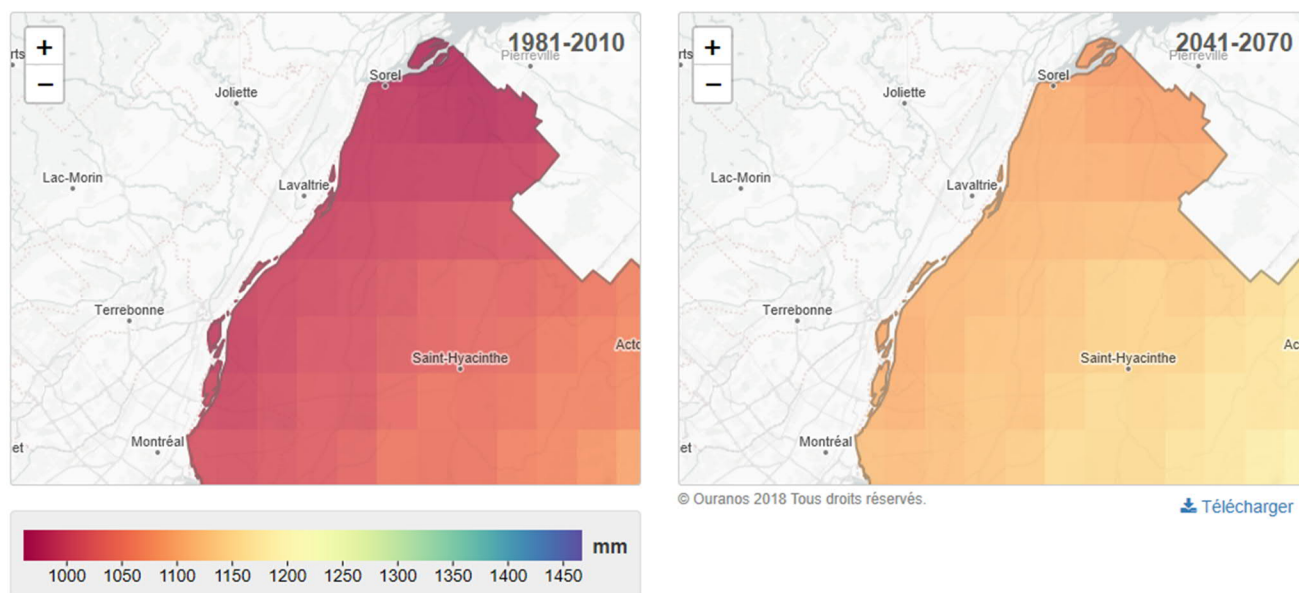 +
−
1981-2010
rts
Pierreville
Sorel
Joliette
Lac-Morin
Lavaltrie
Terrebonne
Saint-Hyacinthe
Acto
Montréal
et
+
−
2041-2070
rts
Pierreville
Sorel
Joliette
Lac-Morin
Lavaltrie
Terrebonne
Saint-Hyacinthe
Ac
Montréal
et
© Ouranos 2018 Tous droits réservés.
Télécharger
mm
1000 1050 1100 1150 1200 1250 1300 1350 1400 1450